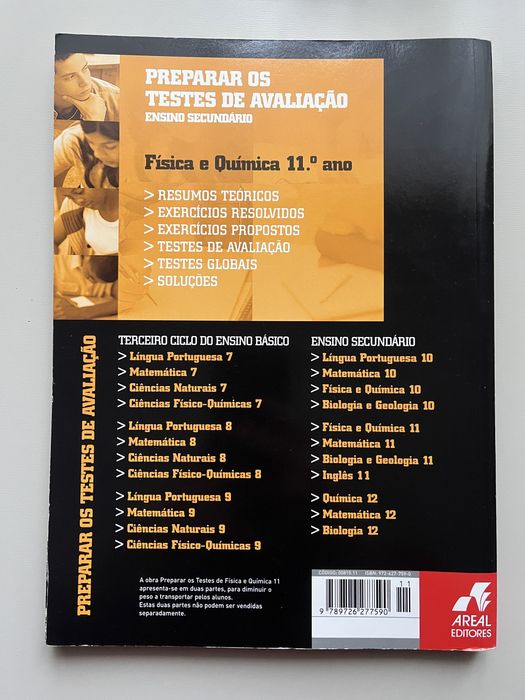 PREPARAR OS
TESTES DE AVALIAÇÃO
ENSINO SECUNDÁRIO
Física e Química 11.º ano
> RESUMOS TEÓRICOS
> EXERCÍCIOS RESOLVIDOS
> EXERCÍCIOS PROPOSTOS
> TESTES DE AVALIAÇÃO
> TESTES GLOBAIS
> SOLUÇÕES
PREPARAR OS TESTES DE AVALIAÇÃO
TERCEIRO CICLO DO ENSINO BÁSICO
> Língua Portuguesa 7
> Matemática 7
> Ciências Naturais 7
> Ciências Físico-Químicas 7
> Língua Portuguesa 8
> Matemática 8
> Ciências Naturais 8
> Ciências Físico-Químicas 8
> Língua Portuguesa 9
> Matemática 9
> Ciências Naturais 9
> Ciências Físico-Químicas 9
ENSINO SECUNDÁRIO
> Língua Portuguesa 10
> Matemática 10
> Física e Química 10
> Biologia e Geologia 10
> Física e Química 11
> Matemática 11
> Biologia e Geologia 11
> Inglês 11
> Química 12
> Matemática 12
> Biologia 12
A obra Preparar os Testes de Física e Química 11
apresenta-se em duas partes, para diminuir o
peso a transportar pelos alunos.
Estas duas partes não podem ser vendidas
separadamente.
ISBN: 972-627-759-0
11
9 789726 277590
AREAL
EDITORES